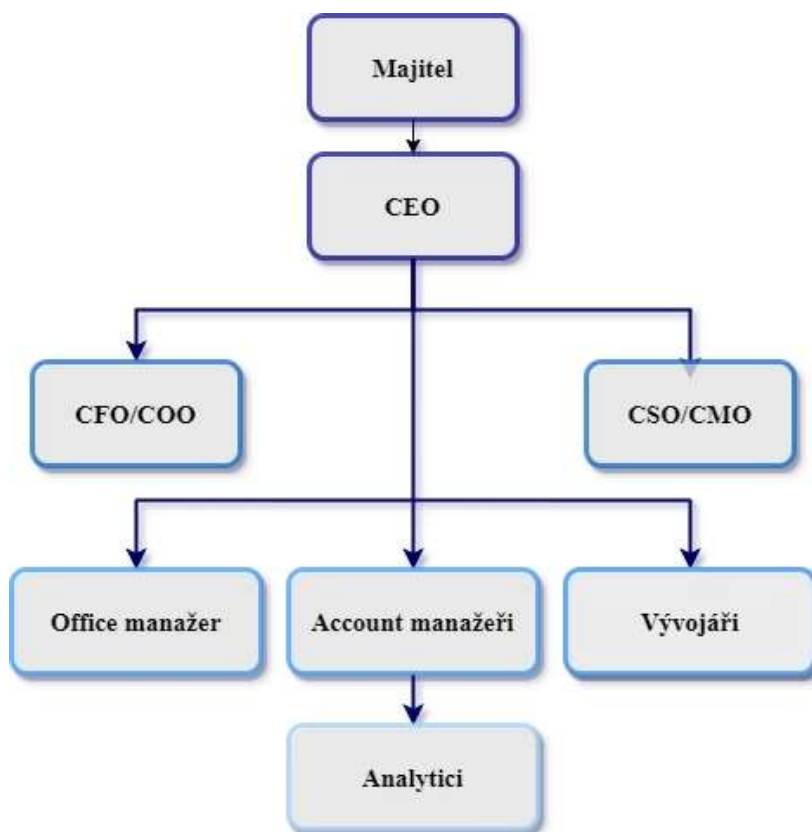 Majitel
CEO
CFO/COO
CSO/CMO
Office manažer
Account manažeři
Vývojáři
Analytici